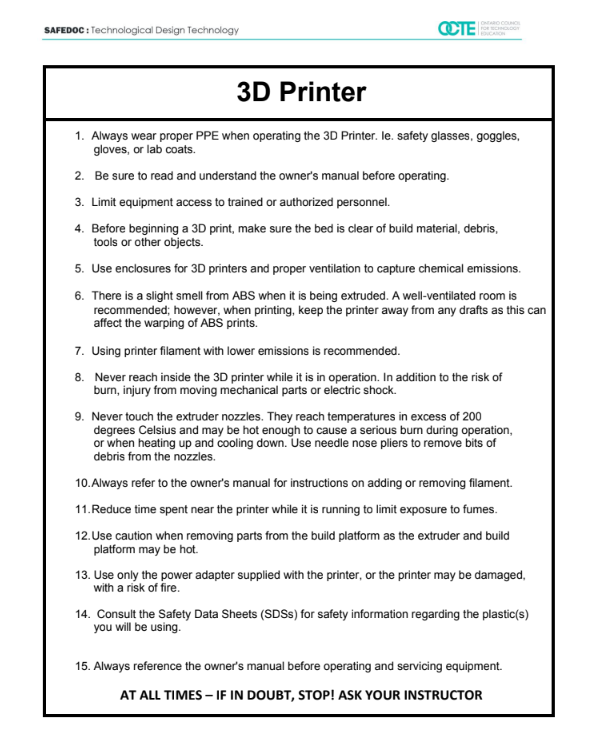 SAFEDOC : Technological Design Technology
OCTE
ONTARIO COUNCIL
FOR TECHNOLOGY
EDUCATION
3D Printer
1. Always wear proper PPE when operating the 3D Printer. Ie. safety glasses, goggles,
gloves, or lab coats.
2. Be sure to read and understand the owner's manual before operating.
3. Limit equipment access to trained or authorized personnel.
4. Before beginning a 3D print, make sure the bed is clear of build material, debris,
tools or other objects.
5. Use enclosures for 3D printers and proper ventilation to capture chemical emissions.
6. There is a slight smell from ABS when it is being extruded. A well-ventilated room is
recommended; however, when printing, keep the printer away from any drafts as this can
affect the warping of ABS prints.
7. Using printer filament with lower emissions is recommended.
8. Never reach inside the 3D printer while it is in operation. In addition to the risk of
burn, injury from moving mechanical parts or electric shock.
9. Never touch the extruder nozzles. They reach temperatures in excess of 200
degrees Celsius and may be hot enough to cause a serious burn during operation,
or when heating up and cooling down. Use needle nose pliers to remove bits of
debris from the nozzles.
10.Always refer to the owner's manual for instructions on adding or removing filament.
11.Reduce time spent near the printer while it is running to limit exposure to fumes.
12.Use caution when removing parts from the build platform as the extruder and build
platform may be hot.
13. Use only the power adapter supplied with the printer, or the printer may be damaged,
with a risk of fire.
14. Consult the Safety Data Sheets (SDSs) for safety information regarding the plastic(s)
you will be using.
15. Always reference the owner's manual before operating and servicing equipment.
AT ALL TIMES – IF IN DOUBT, STOP! ASK YOUR INSTRUCTOR